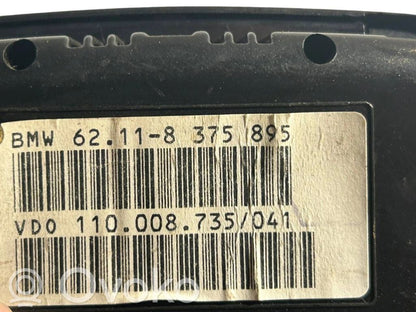 BMW 62.11-8 375 895
VDO 110.008.735/041
Ovoko